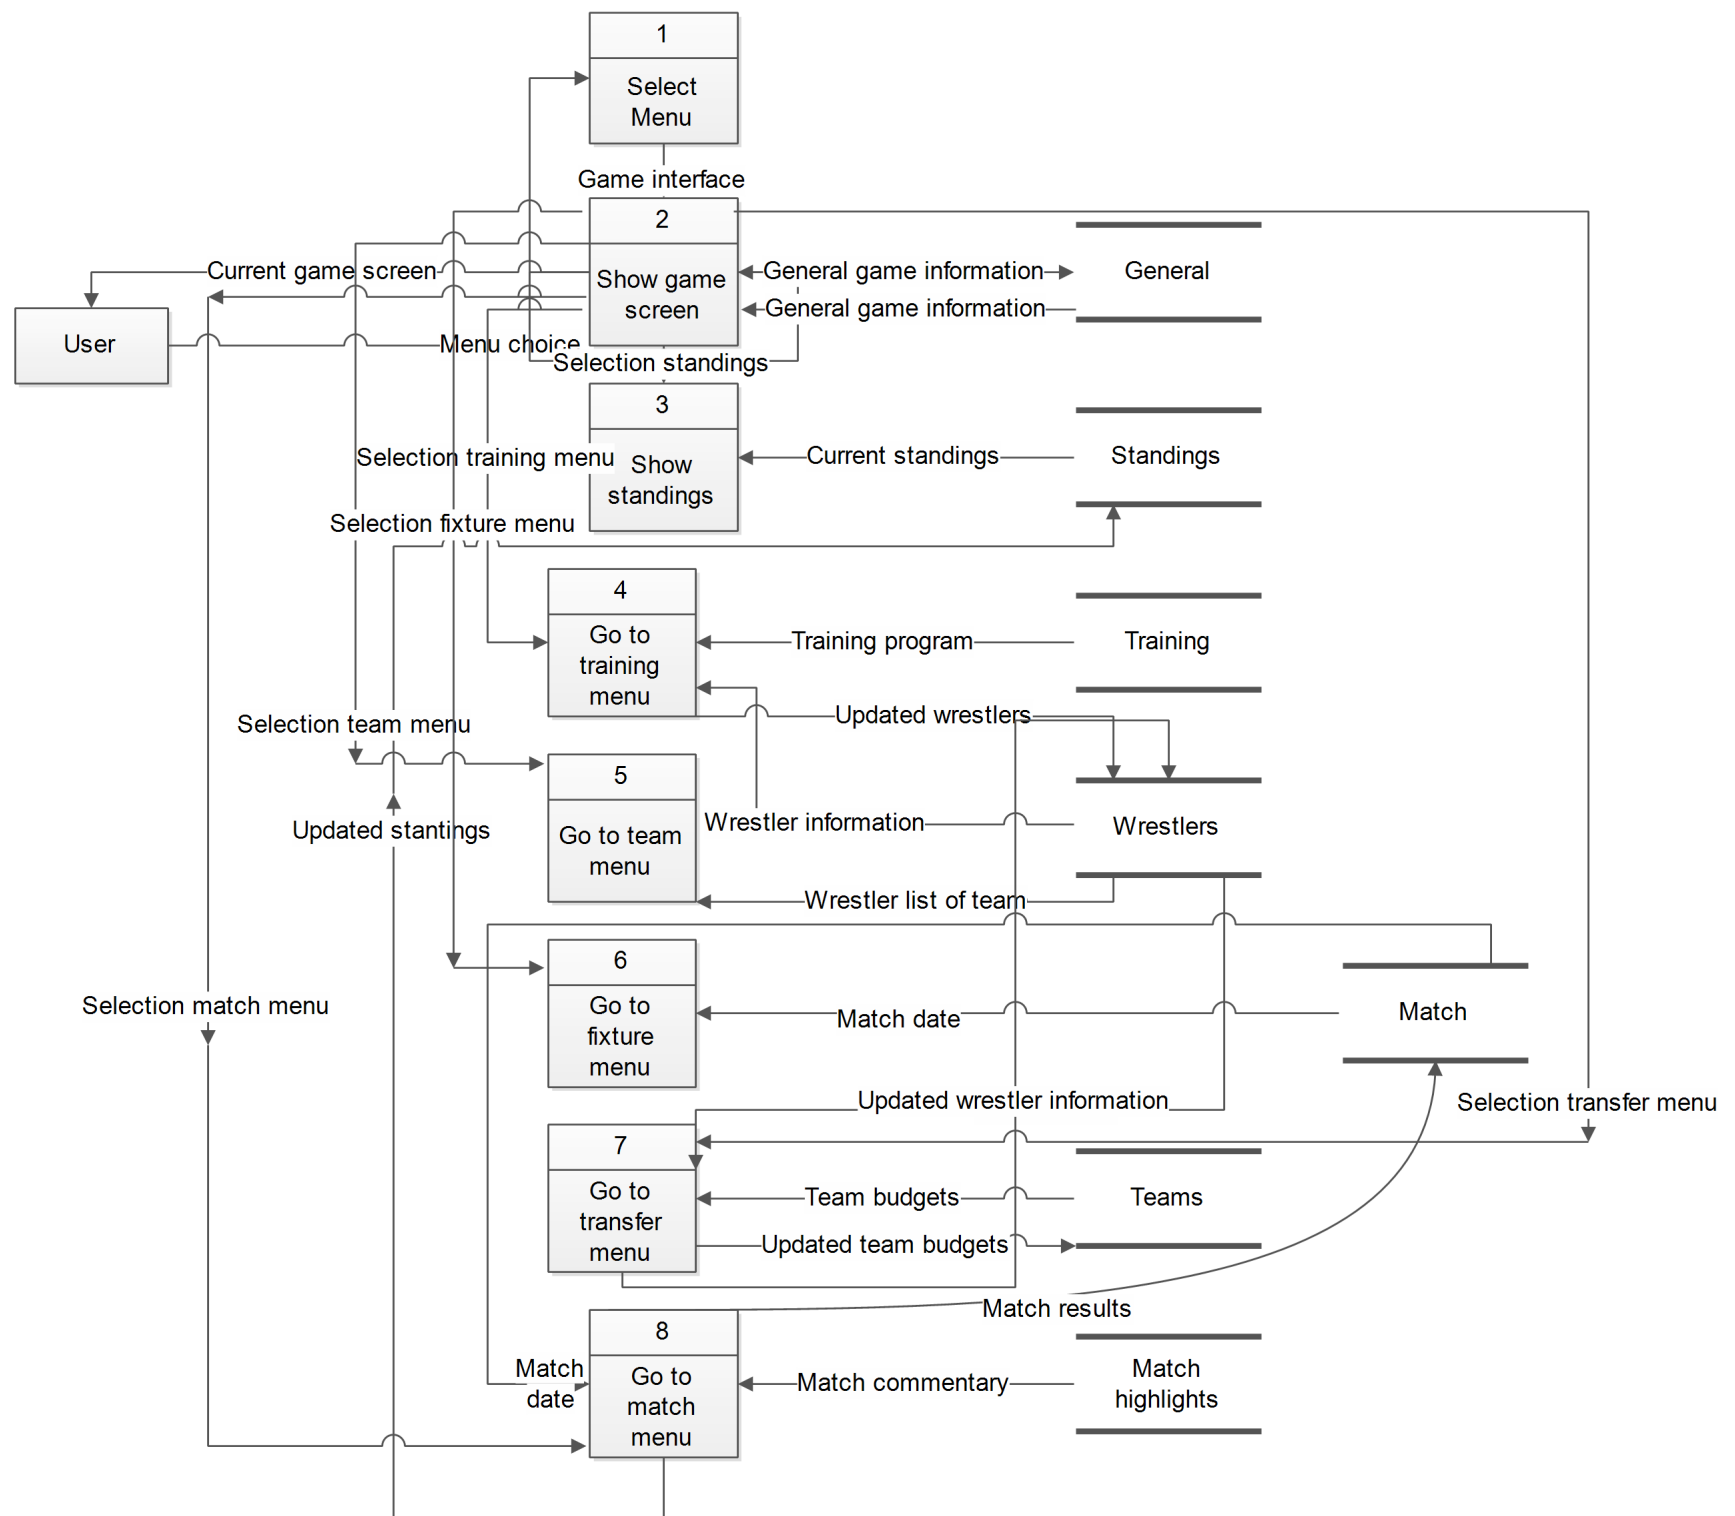 1
Select
Menu
Game interface
2
Show game
screen
Current game screen
General game information
General
General game information
User
Menu choice
Selection standings
3
Show
standings
Selection training menu
Current standings
Standings
Selection fixture menu
4
Go to
training
menu
Training program
Training
Selection team menu
Updated wrestlers
5
Go to team
menu
Updated stantings
Wrestler information
Wrestlers
Wrestler list of team
6
Go to
fixture
menu
Selection match menu
Match date
Match
Updated wrestler information
Selection transfer menu
7
Go to
transfer
menu
Team budgets
Teams
Updated team budgets
Match results
8
Go to
match
menu
Match
date
Match commentary
Match
highlights